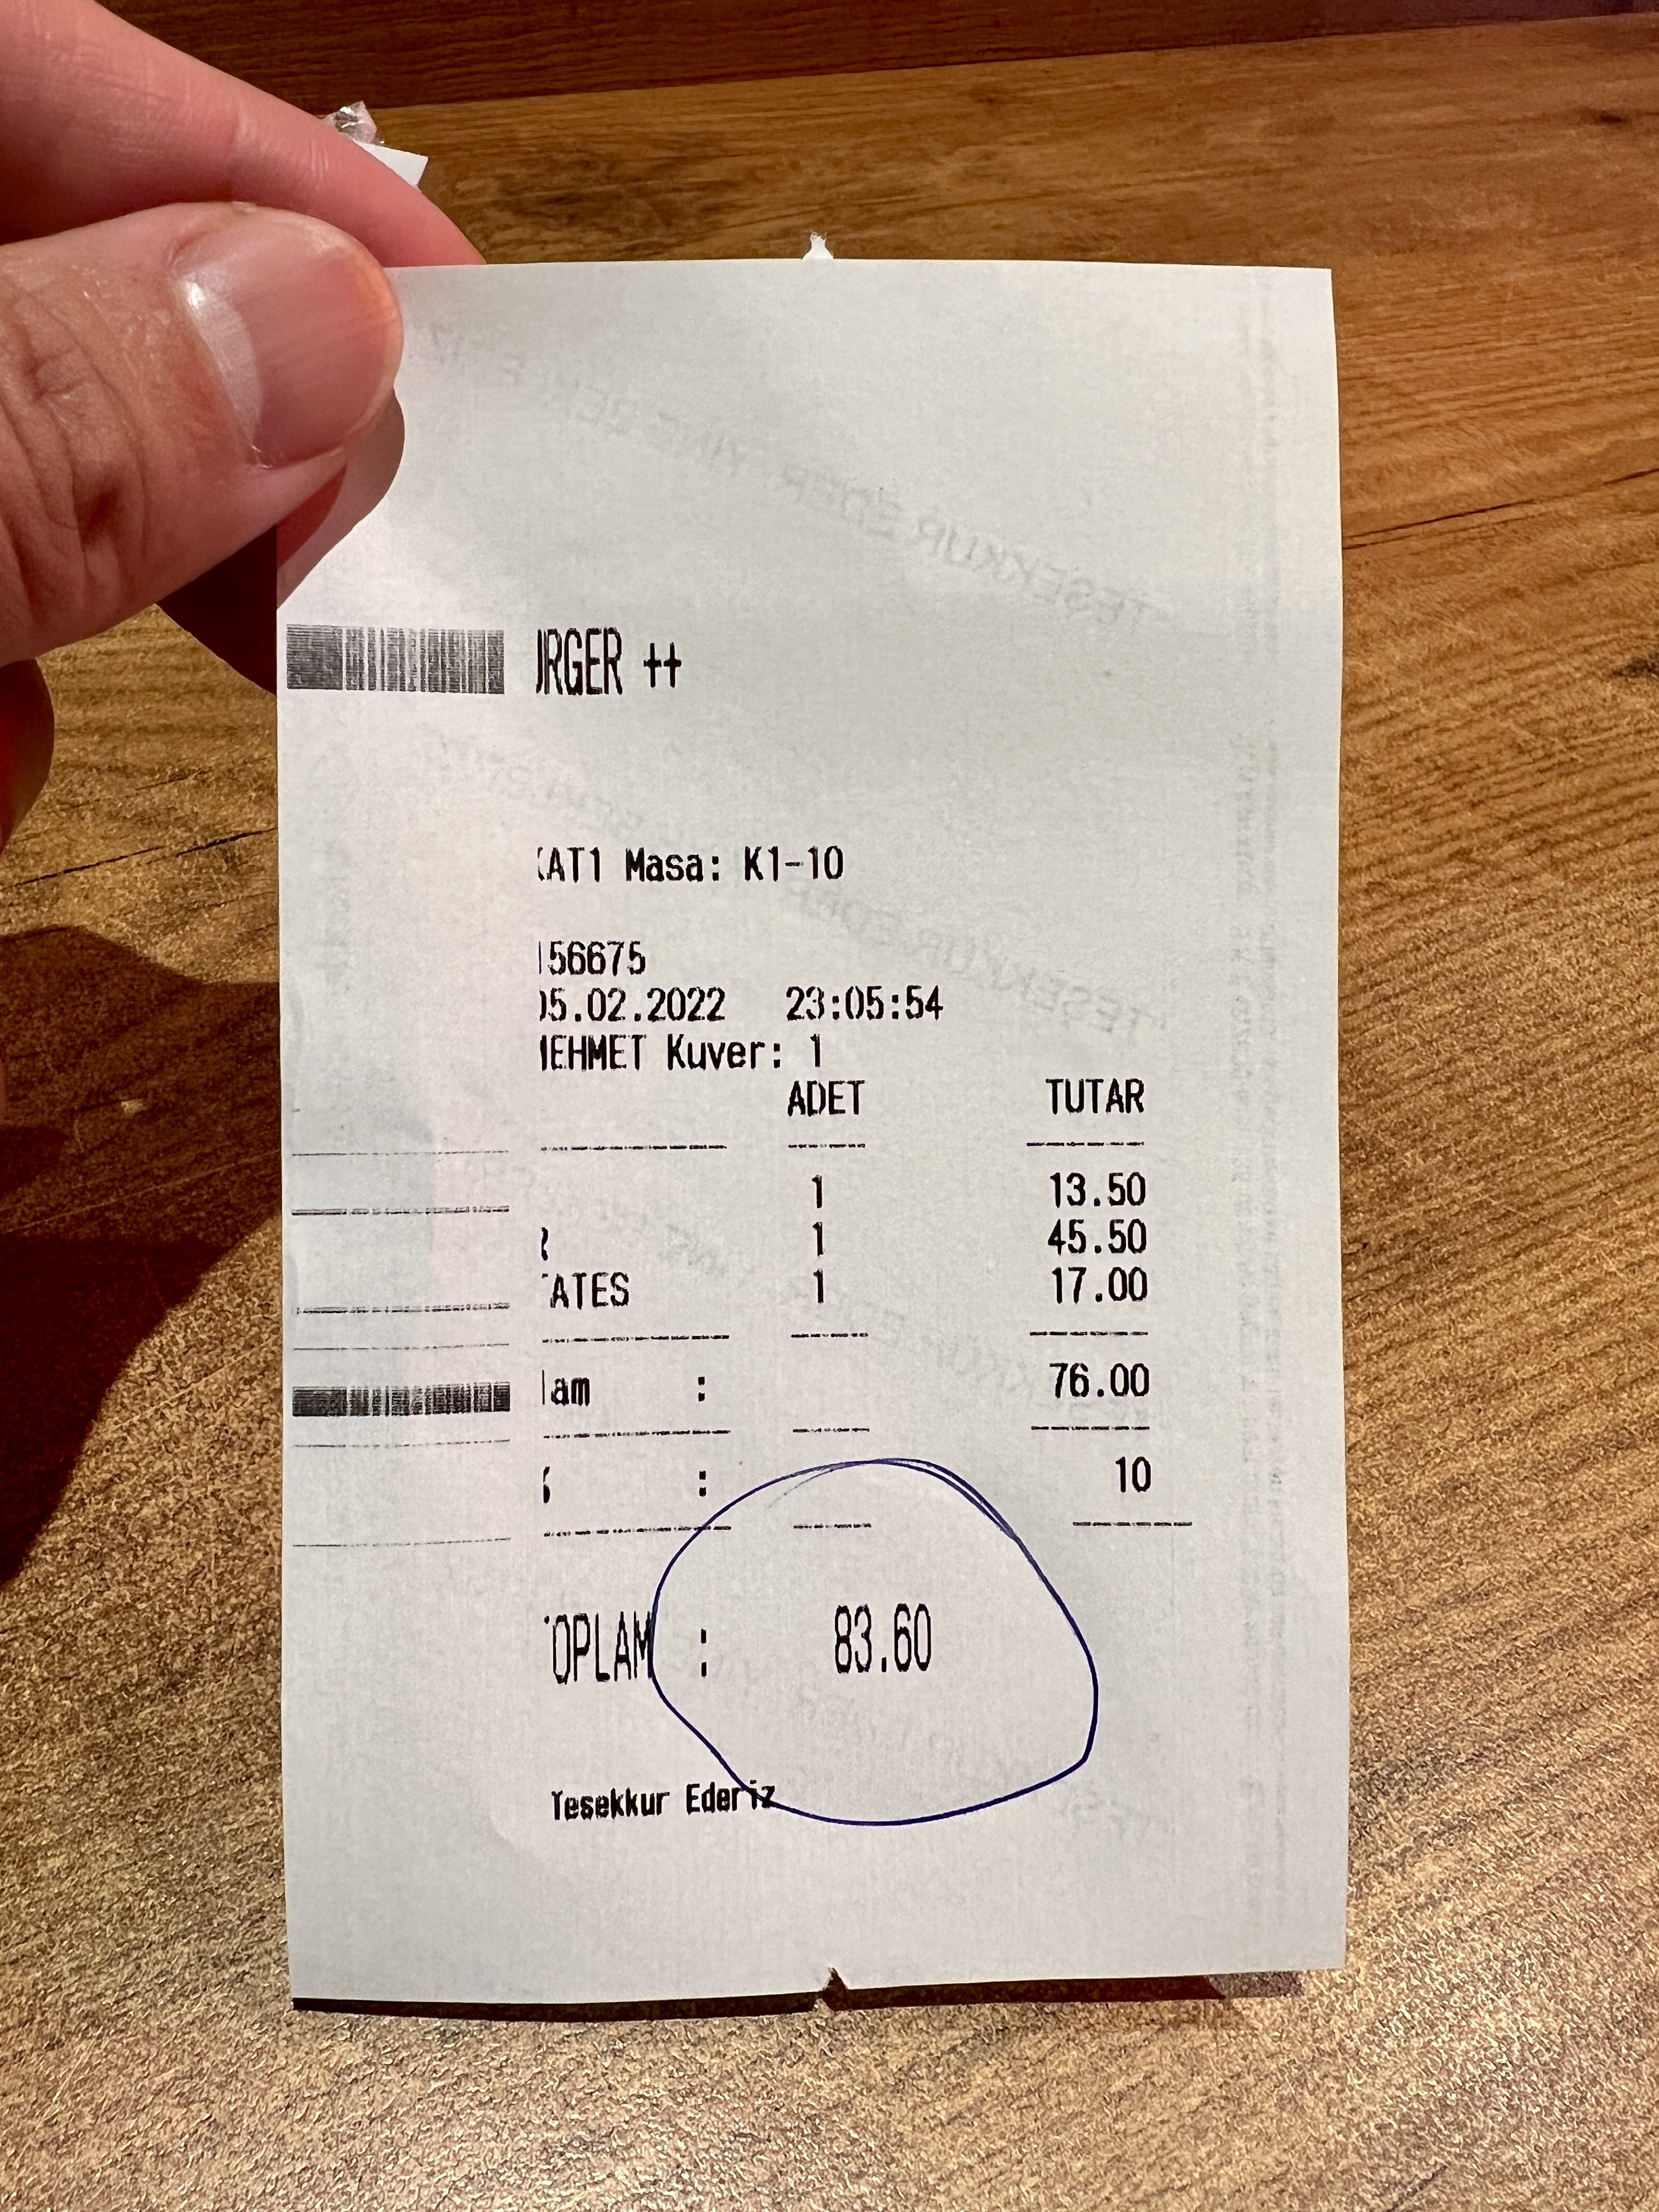 URGER ++
KAT1 Masa: K1-10
156675
05.02.2022 23:05:54
MEHMET Kuver: 1
ADET TUTAR
1 13.50
1 45.50
TATES 1 17.00
lam : 76.00
: 10
TOPLAM : 83.60
Tesekkur Ederiz